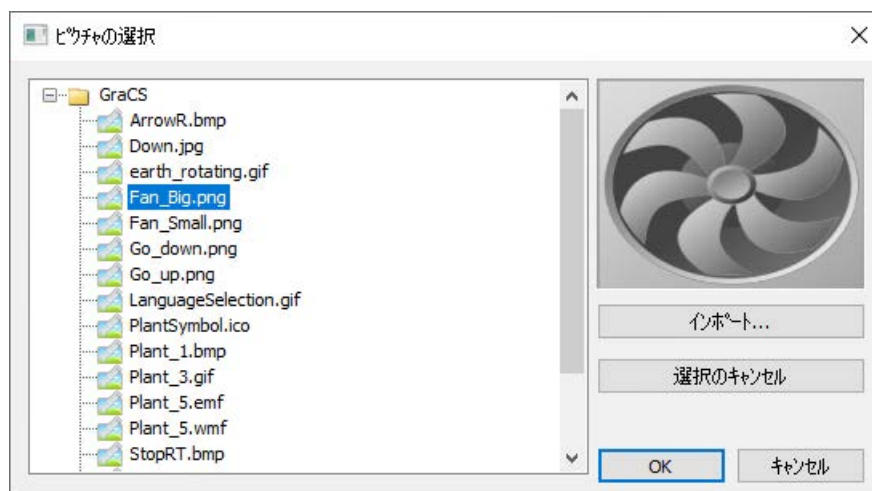 ピクチャの選択
GraCS
ArrowR.bmp
Down.jpg
earth_rotating.gif
Fan_Big.png
Fan_Small.png
Go_down.png
Go_up.png
LanguageSelection.gif
PlantSymbol.ico
Plant_1.bmp
Plant_3.gif
Plant_5.emf
Plant_5.wmf
StopRT.bmp
インポート...
選択のキャンセル
OK
キャンセル